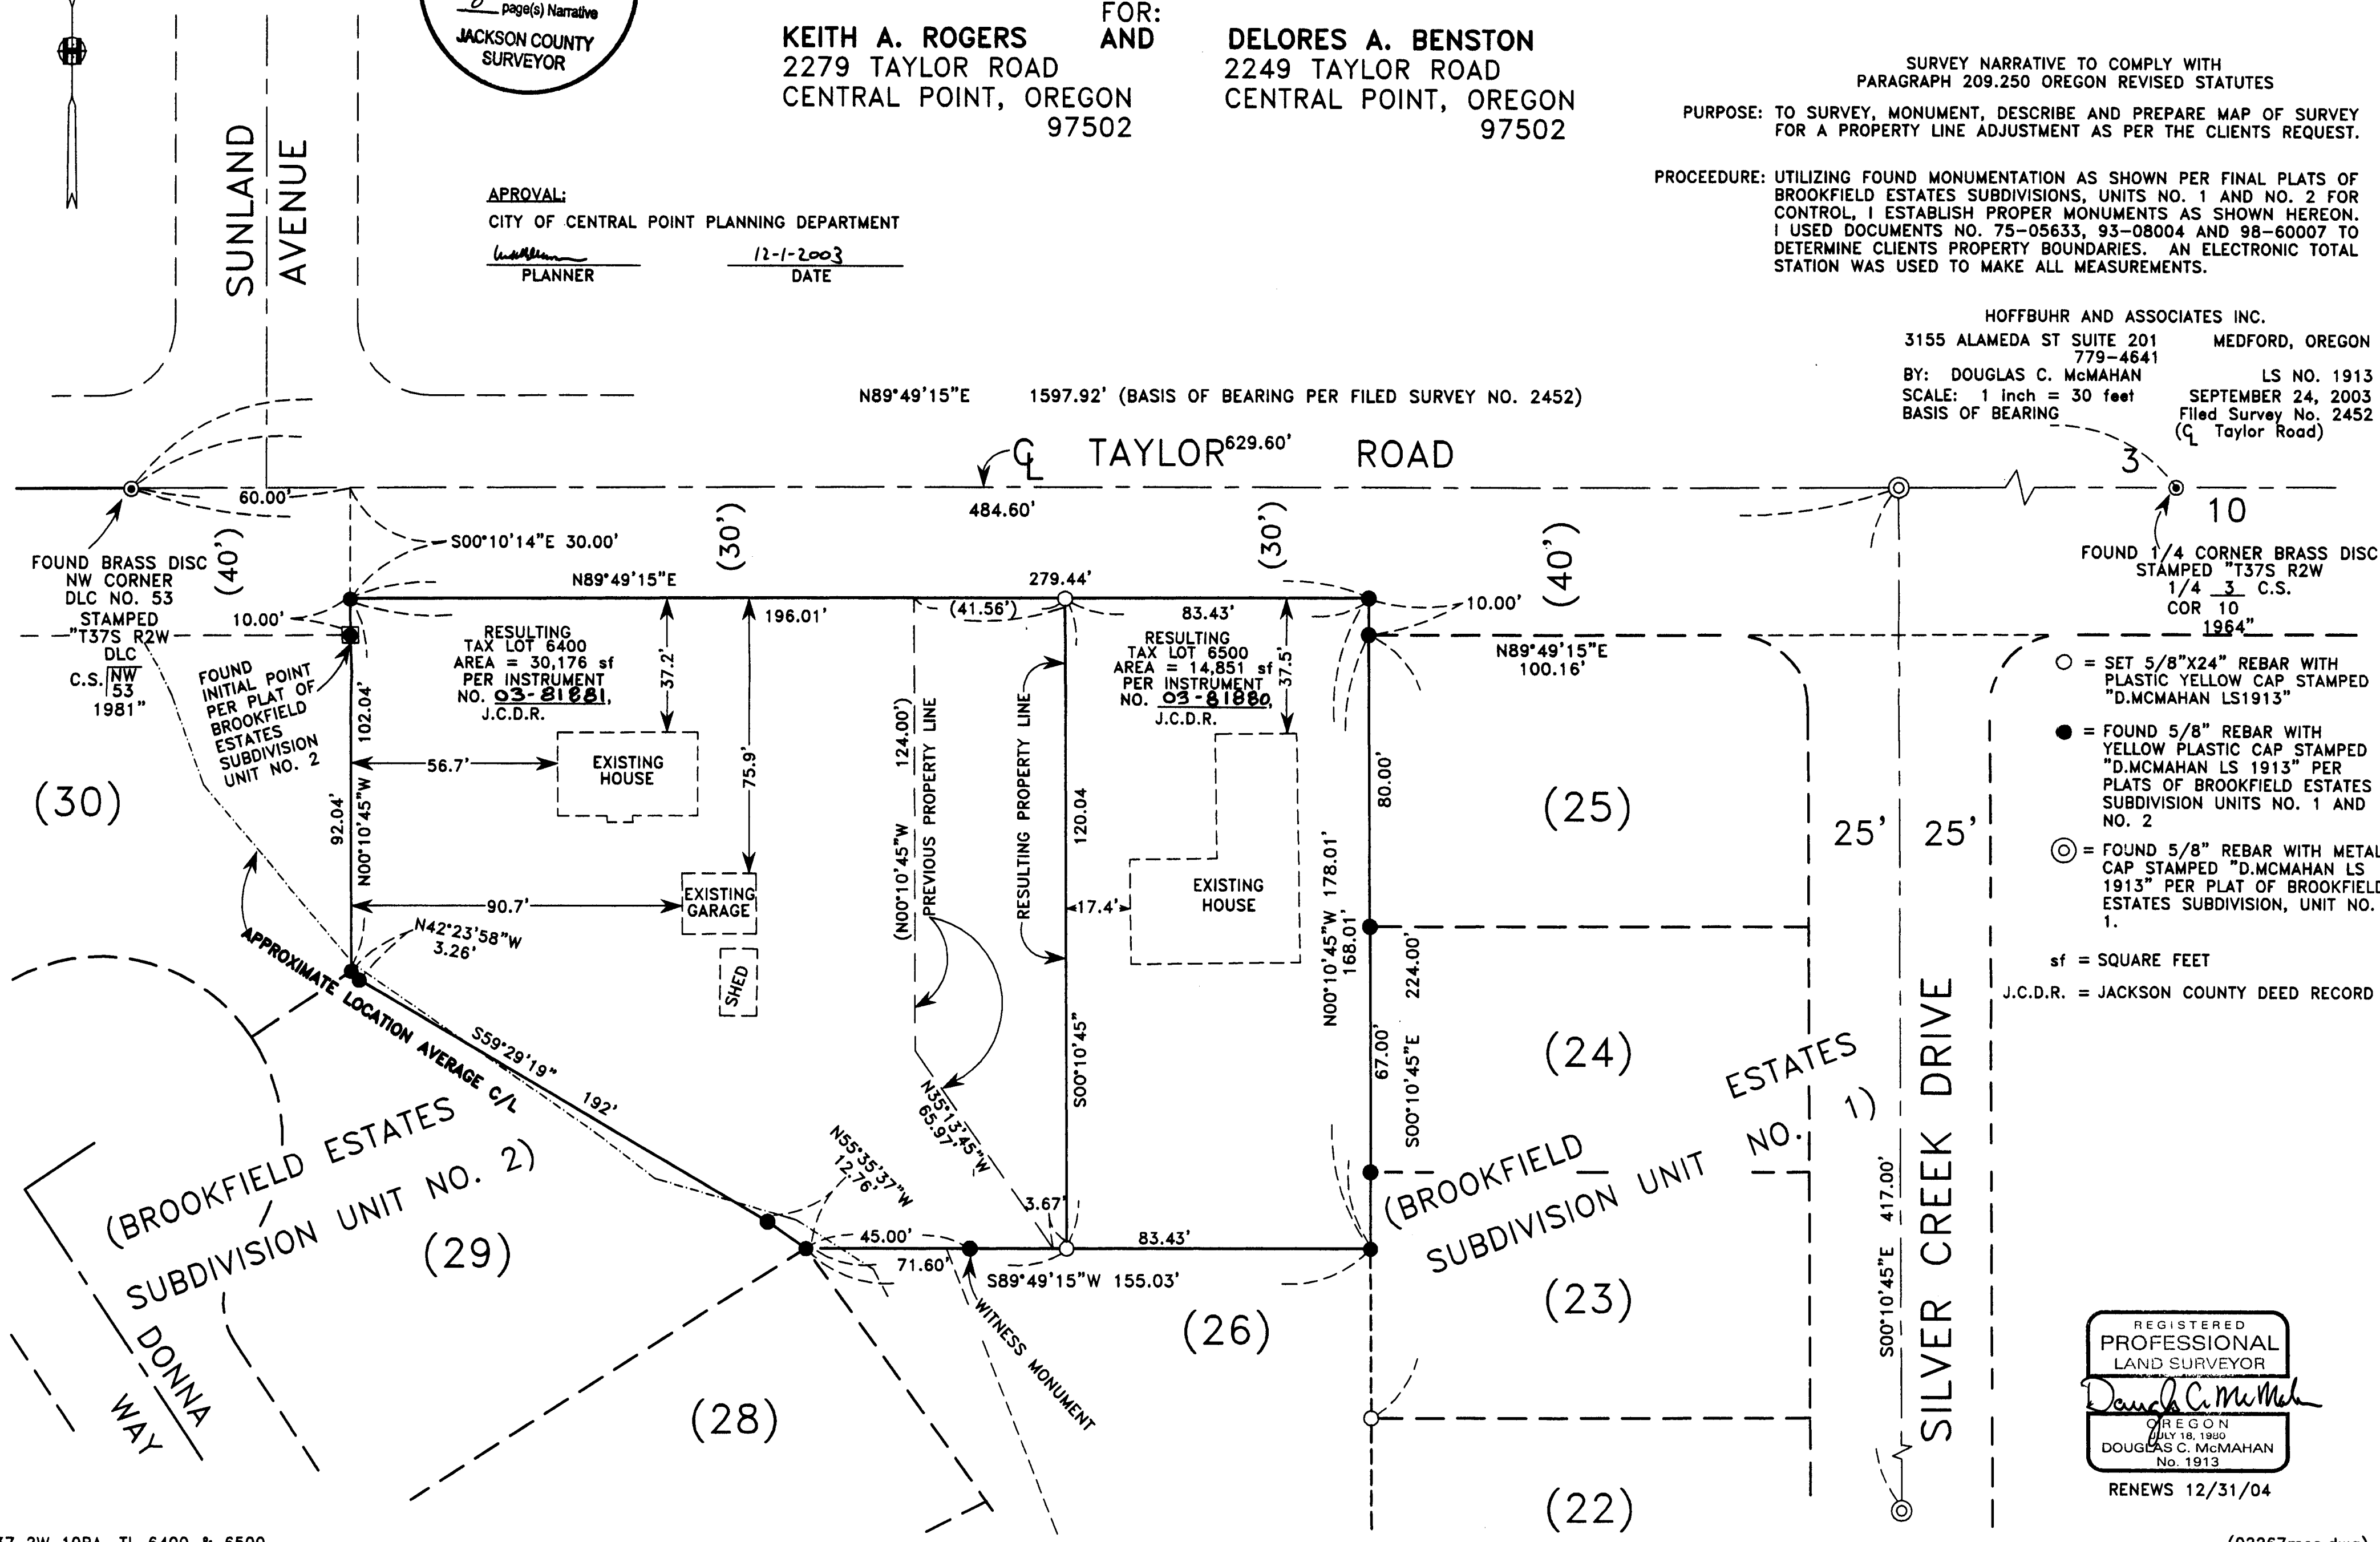 page(s) Narrative
JACKSON COUNTY
SURVEYOR
FOR:
KEITH A. ROGERS AND DELORES A. BENSTON
2279 TAYLOR ROAD
CENTRAL POINT, OREGON
97502
2249 TAYLOR ROAD
CENTRAL POINT, OREGON
97502
SURVEY NARRATIVE TO COMPLY WITH
PARAGRAPH 209.250 OREGON REVISED STATUTES
PURPOSE: TO SURVEY, MONUMENT, DESCRIBE AND PREPARE MAP OF SURVEY
FOR A PROPERTY LINE ADJUSTMENT AS PER THE CLIENTS REQUEST.
PROCEEDURE: UTILIZING FOUND MONUMENTATION AS SHOWN PER FINAL PLATS OF
BROOKFIELD ESTATES SUBDIVISIONS, UNITS NO. 1 AND NO. 2 FOR
CONTROL, I ESTABLISH PROPER MONUMENTS AS SHOWN HEREON.
I USED DOCUMENTS NO. 75-05633, 93-08004 AND 98-60007 TO
DETERMINE CLIENTS PROPERTY BOUNDARIES. AN ELECTRONIC TOTAL
STATION WAS USED TO MAKE ALL MEASUREMENTS.
HOFFBUHR AND ASSOCIATES INC.
3155 ALAMEDA ST SUITE 201 MEDFORD, OREGON
779-4641
BY: DOUGLAS C. McMAHAN LS NO. 1913
SCALE: 1 inch = 30 feet SEPTEMBER 24, 2003
BASIS OF BEARING Filed Survey No. 2452
(CL Taylor Road)
SUNLAND
AVENUE
APROVAL:
CITY OF CENTRAL POINT PLANNING DEPARTMENT
12-1-2003
PLANNER DATE
N89°49'15"E 1597.92' (BASIS OF BEARING PER FILED SURVEY NO. 2452)
CL TAYLOR 629.60' ROAD
3
10
60.00'
484.60'
(40')
(30')
(30')
(40')
S00°10'14"E 30.00'
FOUND BRASS DISC
NW CORNER
DLC NO. 53
STAMPED
"T37S R2W
DLC
C.S. NW
53
1981"
10.00'
FOUND
INITIAL POINT
PER PLAT OF
BROOKFIELD
ESTATES
SUBDIVISION
UNIT NO. 2
FOUND 1/4 CORNER BRASS DISC
STAMPED "T37S R2W
1/4 3 C.S.
COR 10
1964"
N89°49'15"E 279.44'
196.01'
(41.56')
83.43'
10.00'
N89°49'15"E
100.16'
RESULTING
TAX LOT 6400
AREA = 30,176 sf
PER INSTRUMENT
NO. 03-81881,
J.C.D.R.
RESULTING
TAX LOT 6500
AREA = 14,851 sf
PER INSTRUMENT
NO. 03-81880,
J.C.D.R.
37.2'
75.9'
37.5'
EXISTING
HOUSE
56.7'
EXISTING
GARAGE
90.7'
SHED
EXISTING
HOUSE
17.4'
92.04'
N00°10'45"W 102.04'
(N00°10'45"W 124.00')
PREVIOUS PROPERTY LINE
RESULTING PROPERTY LINE
120.04
S00°10'45"
N00°10'45"W 178.01'
168.01'
80.00'
67.00'
S00°10'45"E 224.00'
N42°23'58"W
3.26'
APPROXIMATE LOCATION AVERAGE C/L
S59°29'19"
192'
N55°35'37"W
12.76'
N35°13'45"W
65.97'
3.67'
45.00'
71.60'
83.43'
S89°49'15"W 155.03'
WITNESS MONUMENT
(30)
(29)
(28)
(26)
(25)
(24)
(23)
(22)
(BROOKFIELD ESTATES
SUBDIVISION UNIT NO. 2)
(BROOKFIELD ESTATES
SUBDIVISION UNIT NO. 1)
DONNA
WAY
25' 25'
SILVER CREEK DRIVE
S00°10'45"E 417.00'
= SET 5/8"X24" REBAR WITH
PLASTIC YELLOW CAP STAMPED
"D.MCMAHAN LS1913"
= FOUND 5/8" REBAR WITH
YELLOW PLASTIC CAP STAMPED
"D.MCMAHAN LS 1913" PER
PLATS OF BROOKFIELD ESTATES
SUBDIVISION UNITS NO. 1 AND
NO. 2
= FOUND 5/8" REBAR WITH METAL
CAP STAMPED "D.MCMAHAN LS
1913" PER PLAT OF BROOKFIELD
ESTATES SUBDIVISION, UNIT NO.
1.
sf = SQUARE FEET
J.C.D.R. = JACKSON COUNTY DEED RECORD
REGISTERED
PROFESSIONAL
LAND SURVEYOR
Douglas C. McMahan
OREGON
JULY 18, 1980
DOUGLAS C. McMAHAN
No. 1913
RENEWS 12/31/04